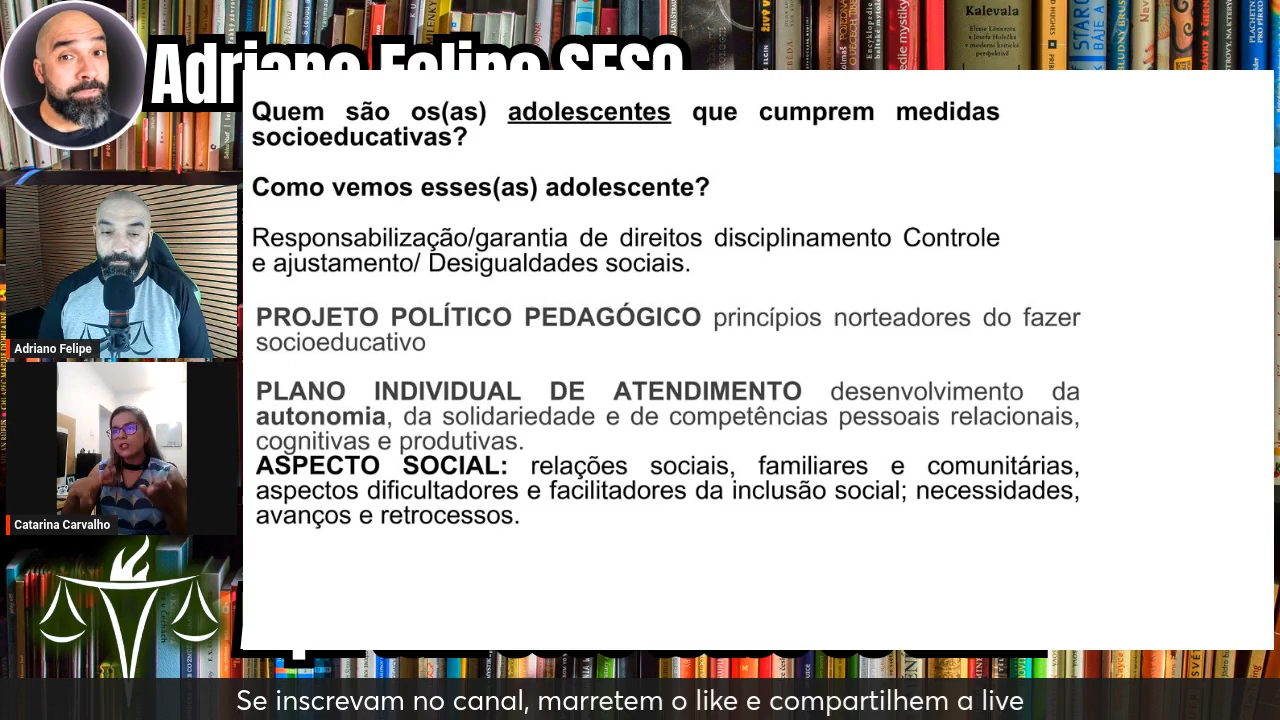 Adriano Felipe SESO
Kalevala
Quem são os(as) adolescentes que cumprem medidas
socioeducativas?
Como vemos esses(as) adolescente?
Responsabilização/garantia de direitos disciplinamento Controle
e ajustamento/ Desigualdades sociais.
PROJETO POLÍTICO PEDAGÓGICO princípios norteadores do fazer
socioeducativo
PLANO INDIVIDUAL DE ATENDIMENTO desenvolvimento da
autonomia, da solidariedade e de competências pessoais relacionais,
cognitivas e produtivas.
ASPECTO SOCIAL: relações sociais, familiares e comunitárias,
aspectos dificultadores e facilitadores da inclusão social; necessidades,
avanços e retrocessos.
Adriano Felipe
Catarina Carvalho
Se inscrevam no canal, marretem o like e compartilhem a live